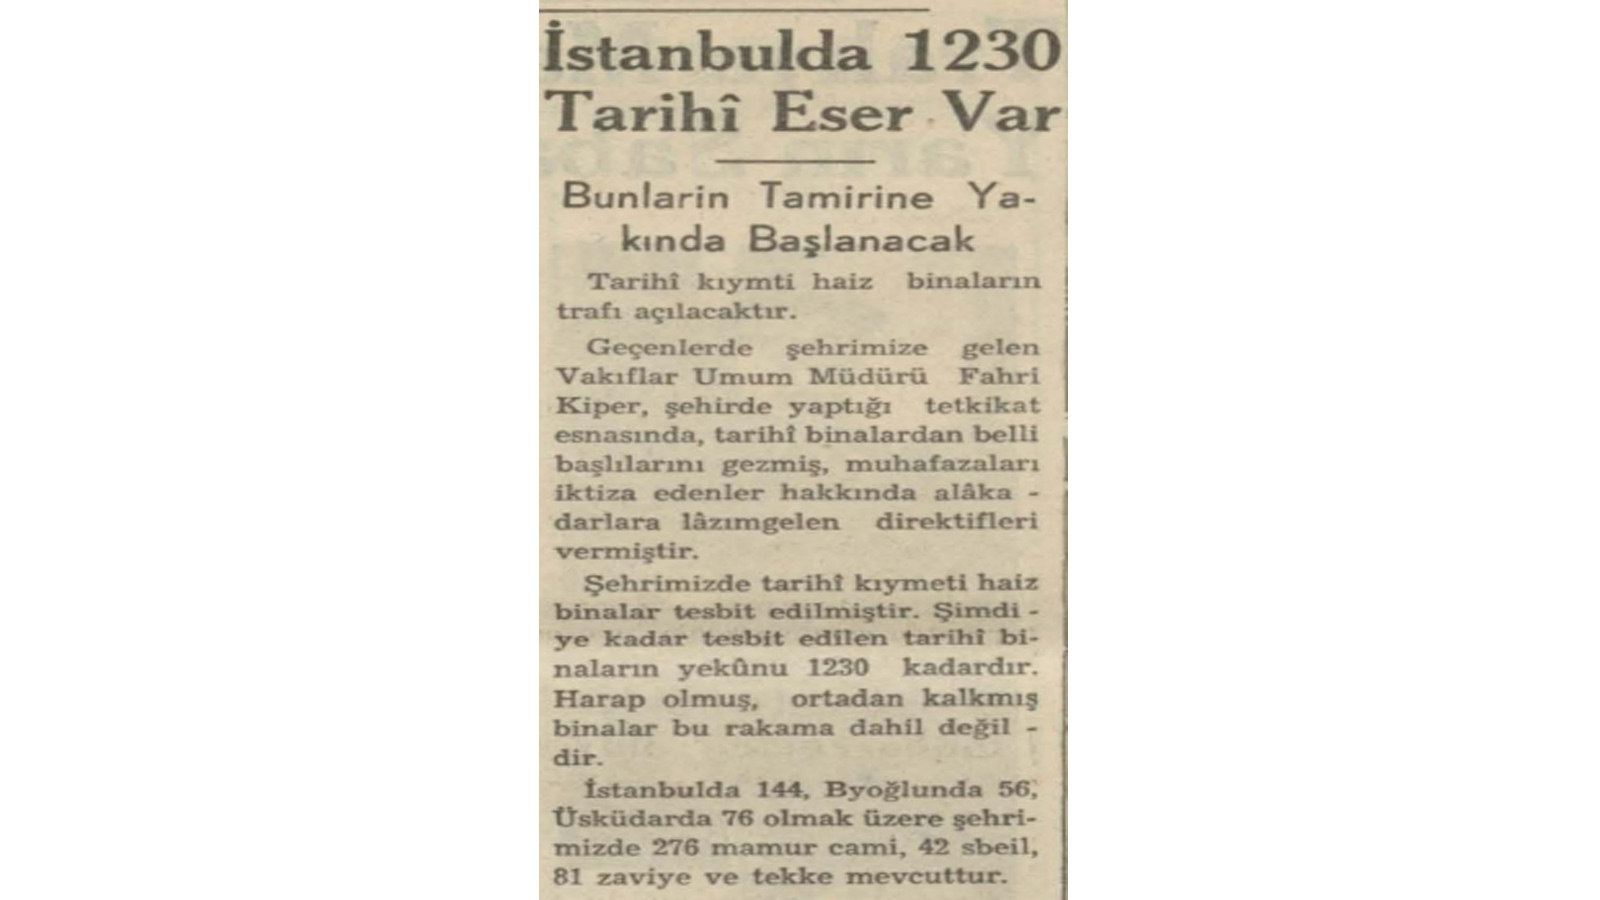 İstanbulda 1230
Tarihî Eser Var
Bunlarin Tamirine Ya-
kında Başlanacak
Tarihî kıymti haiz binaların
trafı açılacaktır.
Geçenlerde şehrimize gelen
Vakıflar Umum Müdürü Fahri
Kiper, şehirde yaptığı tetkikat
esnasında, tarihî binalardan belli
başlılarını gezmiş, muhafazaları
iktiza edenler hakkında alâka -
darlara lâzımgelen direktifleri
vermiştir.
Şehrimizde tarihî kıymeti haiz
binalar tesbit edilmiştir. Şimdi -
ye kadar tesbit edilen tarihî bi-
naların yekûnu 1230 kadardır.
Harap olmuş, ortadan kalkmış
binalar bu rakama dahil değil -
dir.
İstanbulda 144, Byoğlunda 56,
Üsküdarda 76 olmak üzere şehri-
mizde 276 mamur cami, 42 sbeil,
81 zaviye ve tekke mevcuttur.